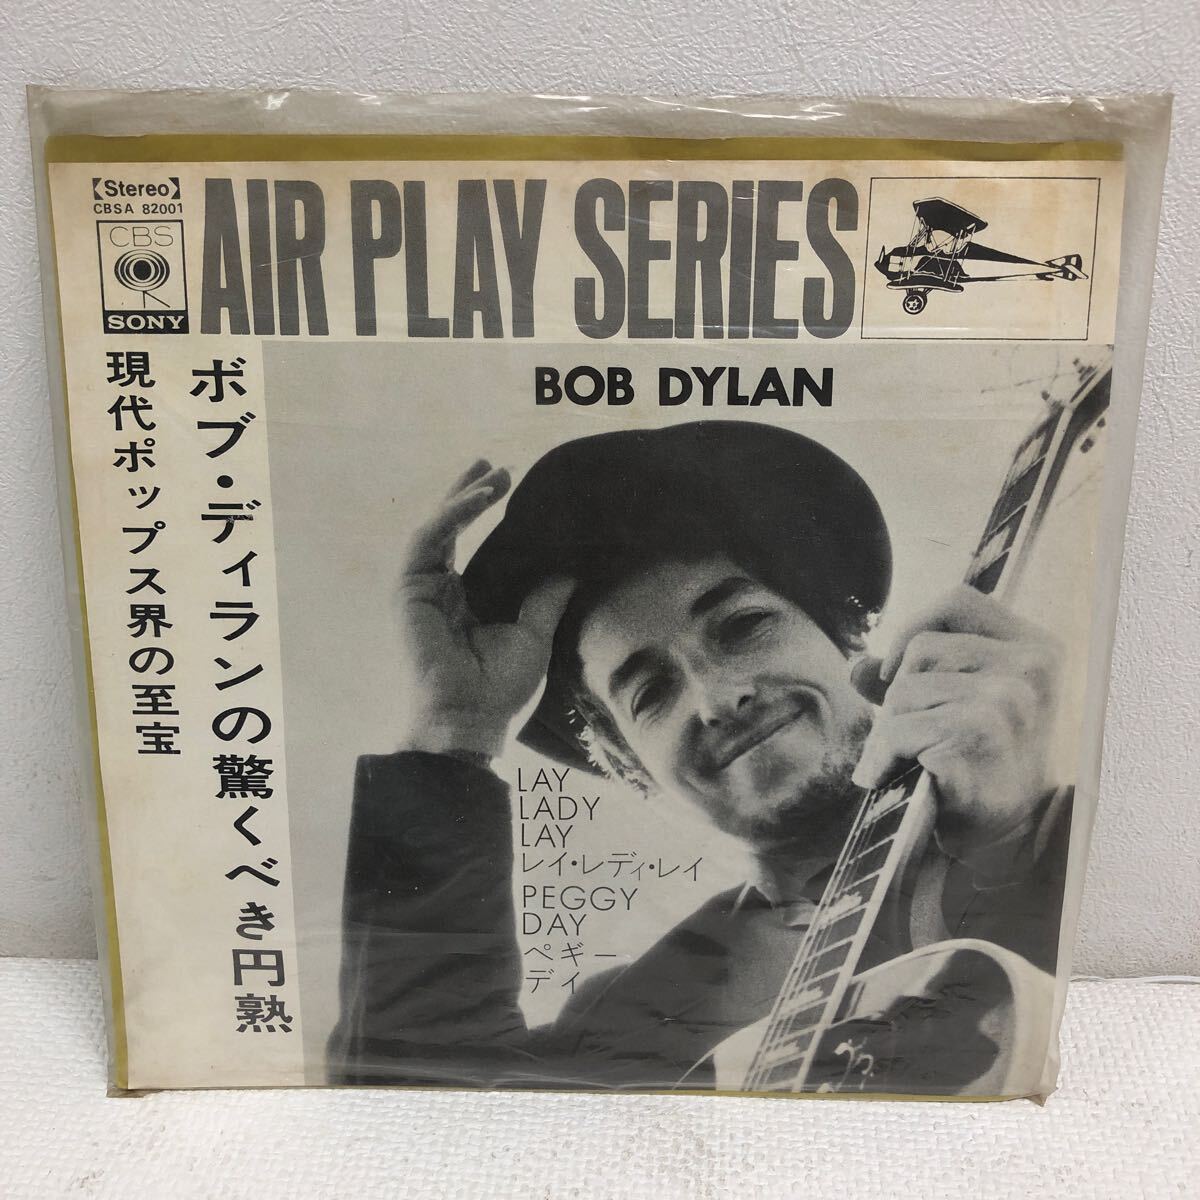 【Stereo】
CBSA 82001
CBS
SONY
AIR PLAY SERIES
BOB DYLAN
ボブ・ディランの驚くべき円熟
現代ポップス界の至宝
LAY
LADY
LAY
レイ・レディ・レイ
PEGGY
DAY
ペギー
デイ